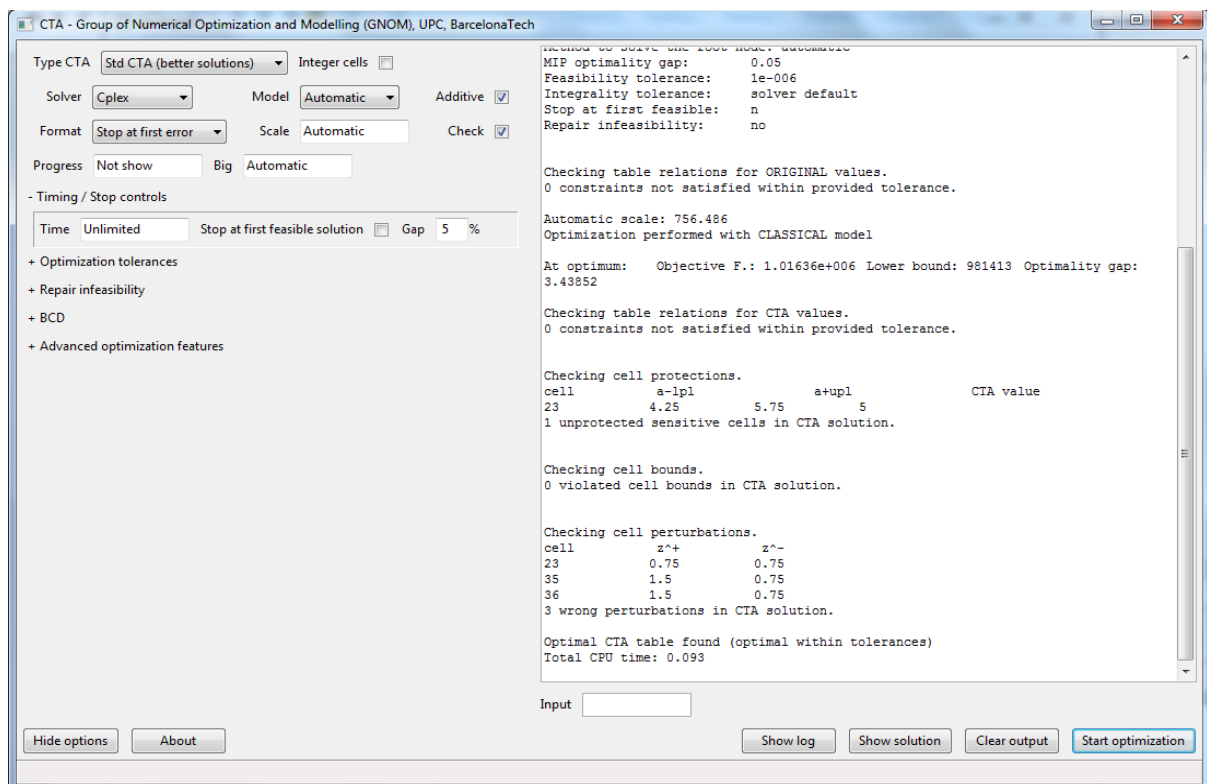 CTA - Group of Numerical Optimization and Modelling (GNOM), UPC, BarcelonaTech
Type CTA Std CTA (better solutions) Integer cells
Solver Cplex Model Automatic Additive
Format Stop at first error Scale Automatic Check
Progress Not show Big Automatic
- Timing / Stop controls
Time Unlimited Stop at first feasible solution Gap 5 %
+ Optimization tolerances
+ Repair infeasibility
+ BCD
+ Advanced optimization features
Method to solve the root node: automatic
MIP optimality gap: 0.05
Feasibility tolerance: 1e-006
Integrality tolerance: solver default
Stop at first feasible: n
Repair infeasibility: no
Checking table relations for ORIGINAL values.
0 constraints not satisfied within provided tolerance.
Automatic scale: 756.486
Optimization performed with CLASSICAL model
At optimum: Objective F.: 1.01636e+006 Lower bound: 981413 Optimality gap:
3.43852
Checking table relations for CTA values.
0 constraints not satisfied within provided tolerance.
Checking cell protections.
cell a-lpl a+upl CTA value
23 4.25 5.75 5
1 unprotected sensitive cells in CTA solution.
Checking cell bounds.
0 violated cell bounds in CTA solution.
Checking cell perturbations.
cell z^+ z^-
23 0.75 0.75
35 1.5 0.75
36 1.5 0.75
3 wrong perturbations in CTA solution.
Optimal CTA table found (optimal within tolerances)
Total CPU time: 0.093
Input
Hide options About Show log Show solution Clear output Start optimization